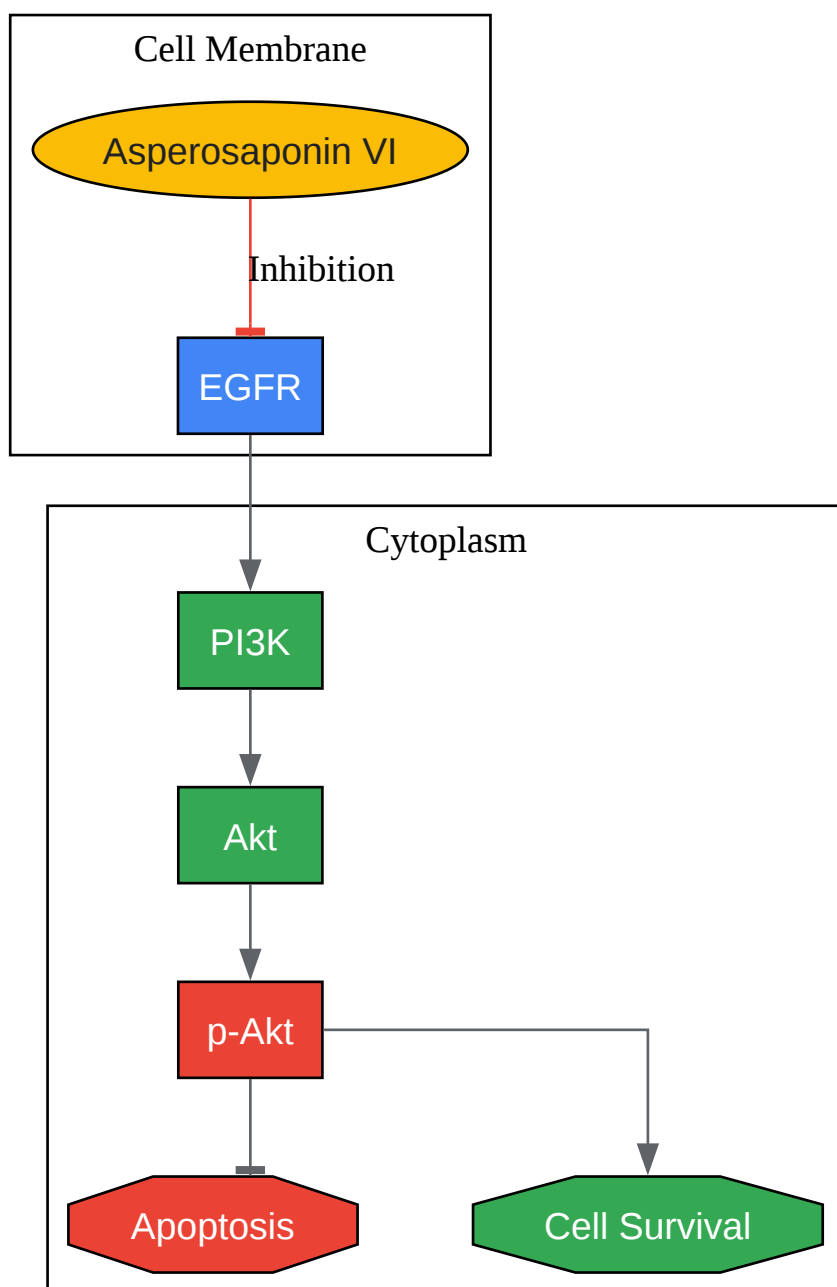 Cell Membrane
Asperosaponin VI
Inhibition
EGFR
Cytoplasm
PI3K
Akt
p-Akt
Apoptosis
Cell Survival